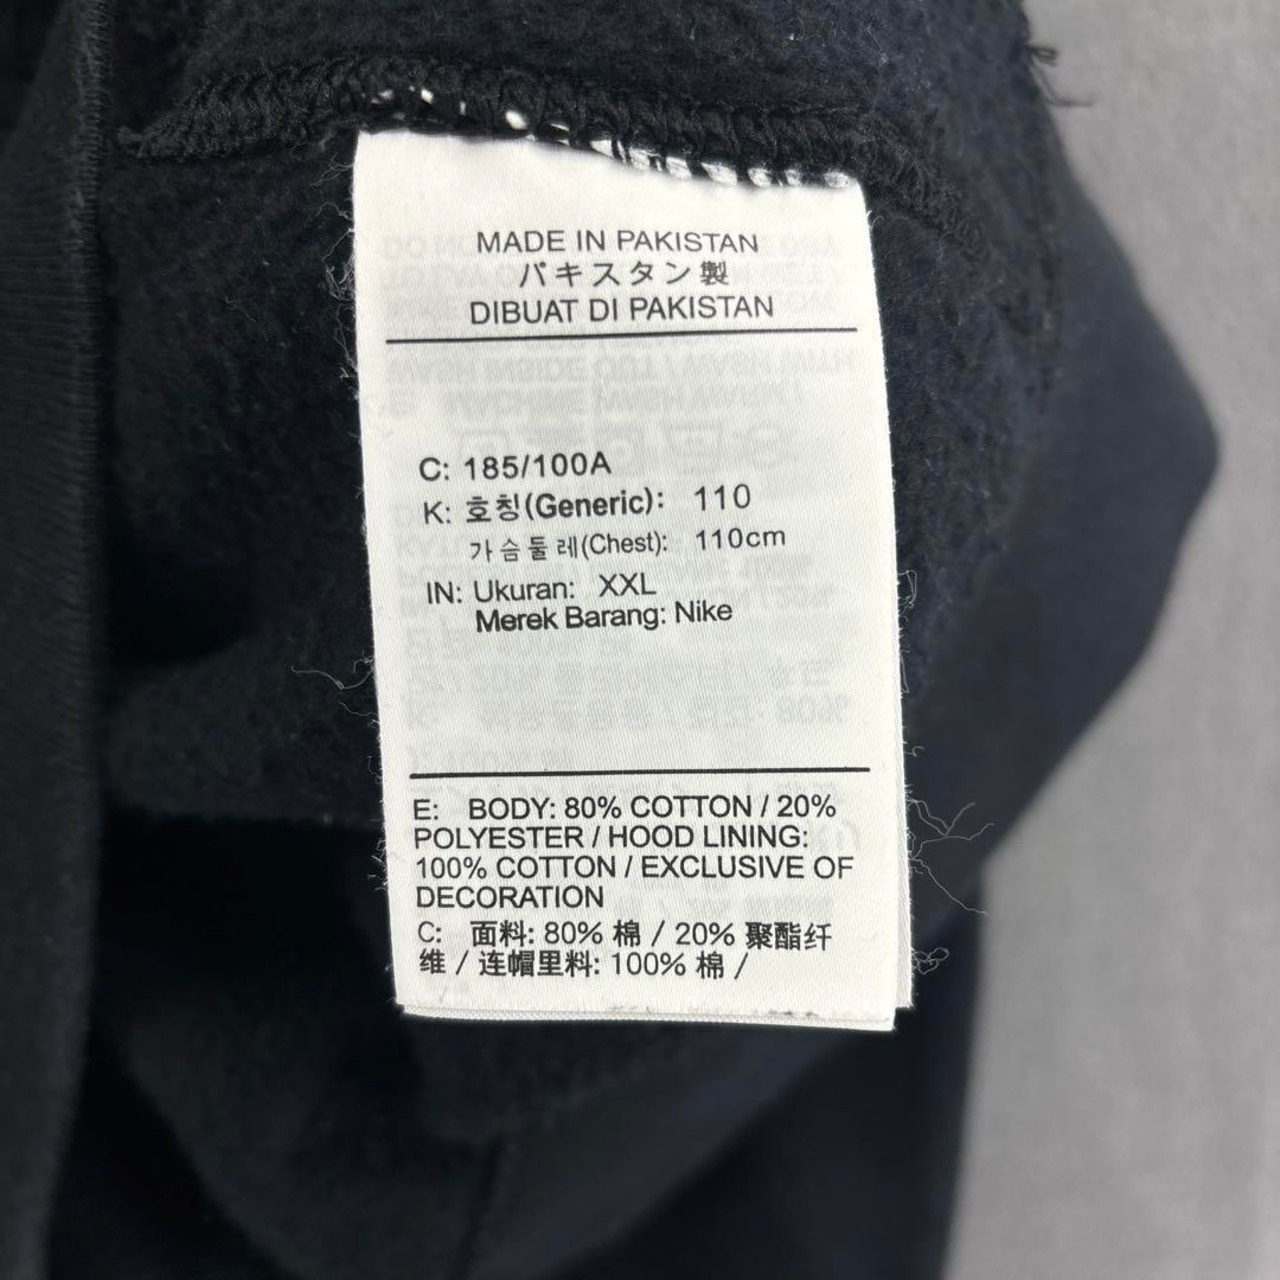 MADE IN PAKISTAN
パキスタン製
DIBUAT DI PAKISTAN
C: 185/100A
K: 호칭(Generic): 110
가슴둘레(Chest): 110cm
IN: Ukuran: XXL
Merek Barang: Nike
E: BODY: 80% COTTON / 20%
POLYESTER / HOOD LINING:
100% COTTON / EXCLUSIVE OF
DECORATION
C: 面料: 80% 棉 / 20% 聚酯纤
维 / 连帽里料: 100% 棉 /